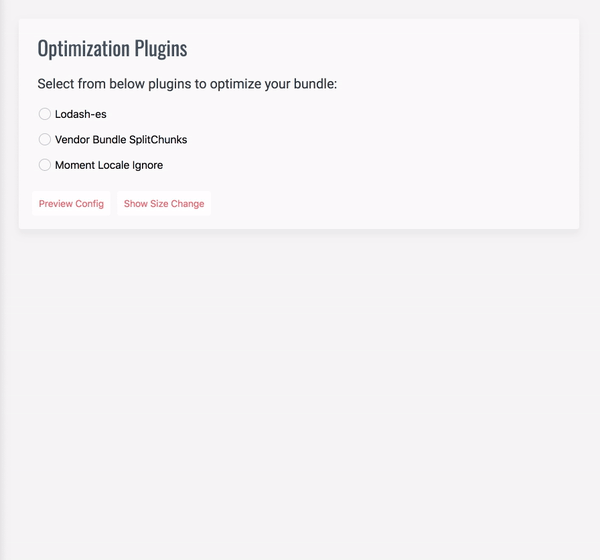 Optimization Plugins
Select from below plugins to optimize your bundle:
Lodash-es
Vendor Bundle SplitChunks
Moment Locale Ignore
Preview Config Show Size Change